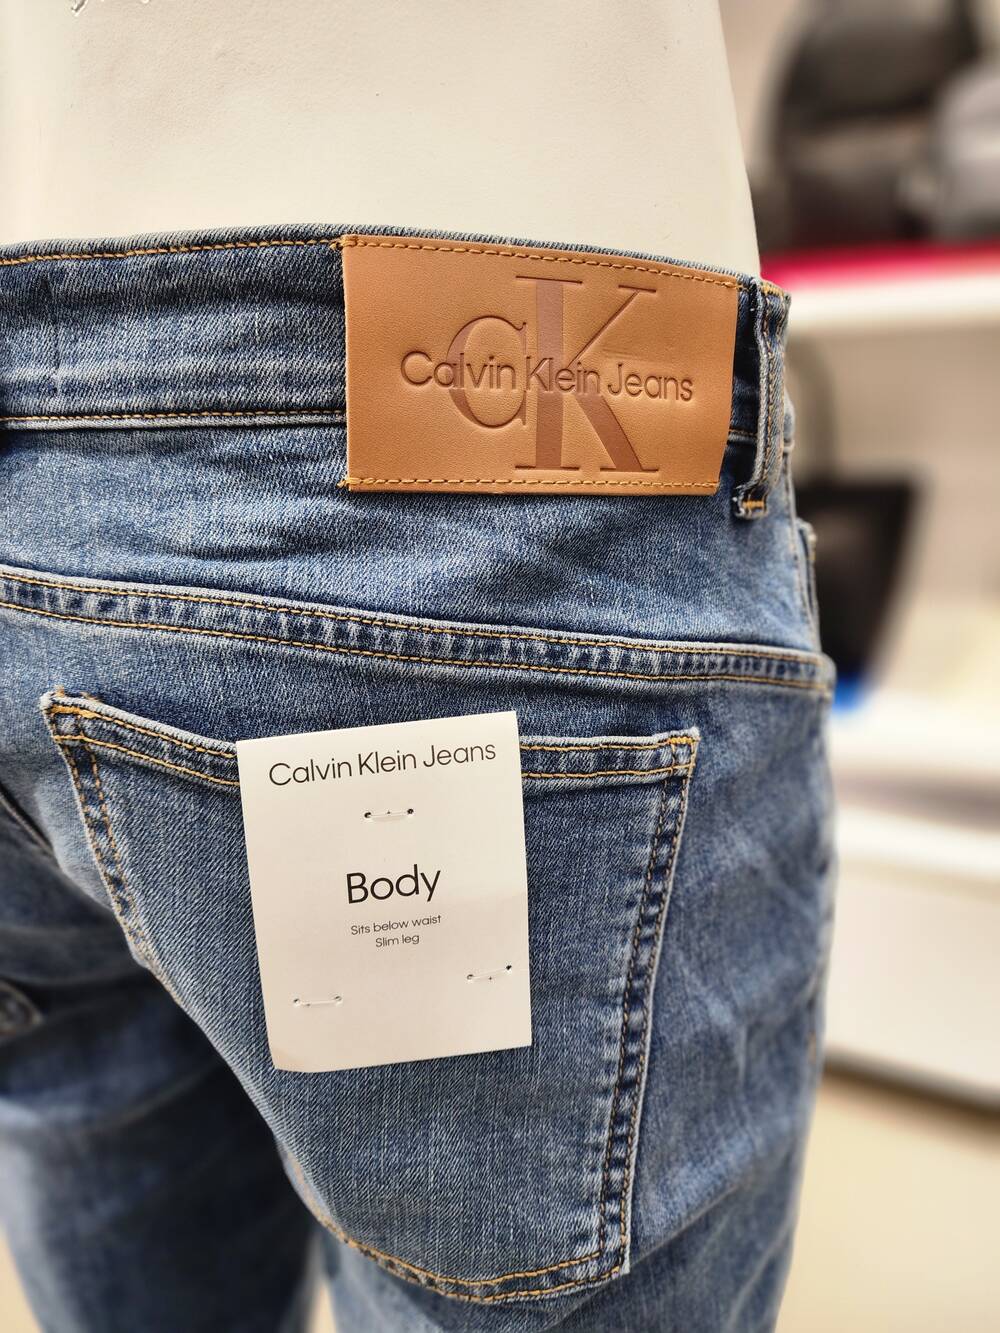 CK
Calvin Klein Jeans
Calvin Klein Jeans
Body
Sits below waist
Slim leg